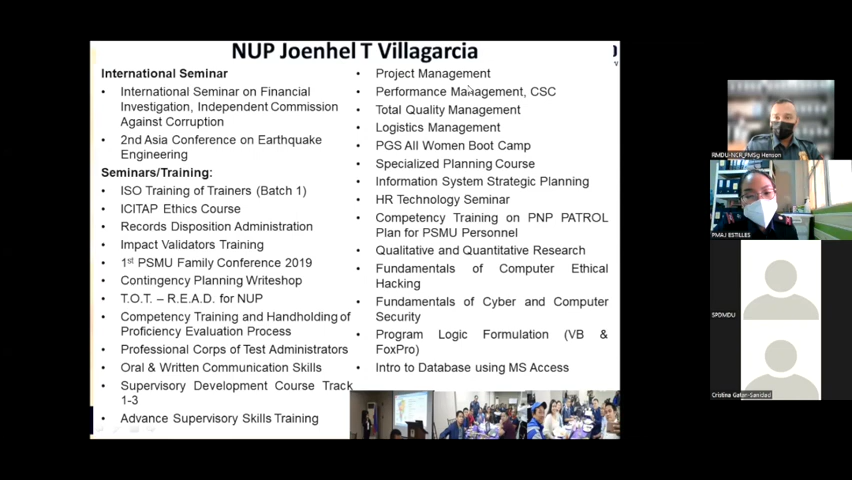 NUP Joenhel T Villagarcia
International Seminar
• International Seminar on Financial
Investigation, Independent Commission
Against Corruption
• 2nd Asia Conference on Earthquake
Engineering
Seminars/Training:
• ISO Training of Trainers (Batch 1)
• ICITAP Ethics Course
• Records Disposition Administration
• Impact Validators Training
• 1st PSMU Family Conference 2019
• Contingency Planning Writeshop
• T.O.T. – R.E.A.D. for NUP
• Competency Training and Handholding of
Proficiency Evaluation Process
• Professional Corps of Test Administrators
• Oral & Written Communication Skills
• Supervisory Development Course Track
1-3
• Advance Supervisory Skills Training
• Project Management
• Performance Management, CSC
• Total Quality Management
• Logistics Management
• PGS All Women Boot Camp
• Specialized Planning Course
• Information System Strategic Planning
• HR Technology Seminar
• Competency Training on PNP PATROL
Plan for PSMU Personnel
• Qualitative and Quantitative Research
• Fundamentals of Computer Ethical
Hacking
• Fundamentals of Cyber and Computer
Security
• Program Logic Formulation (VB &
FoxPro)
• Intro to Database using MS Access
RMDU-NCR_PMSg Henson
PMAJ ESTILLES
SPDMDU
Cristina Gatan-Sanidad